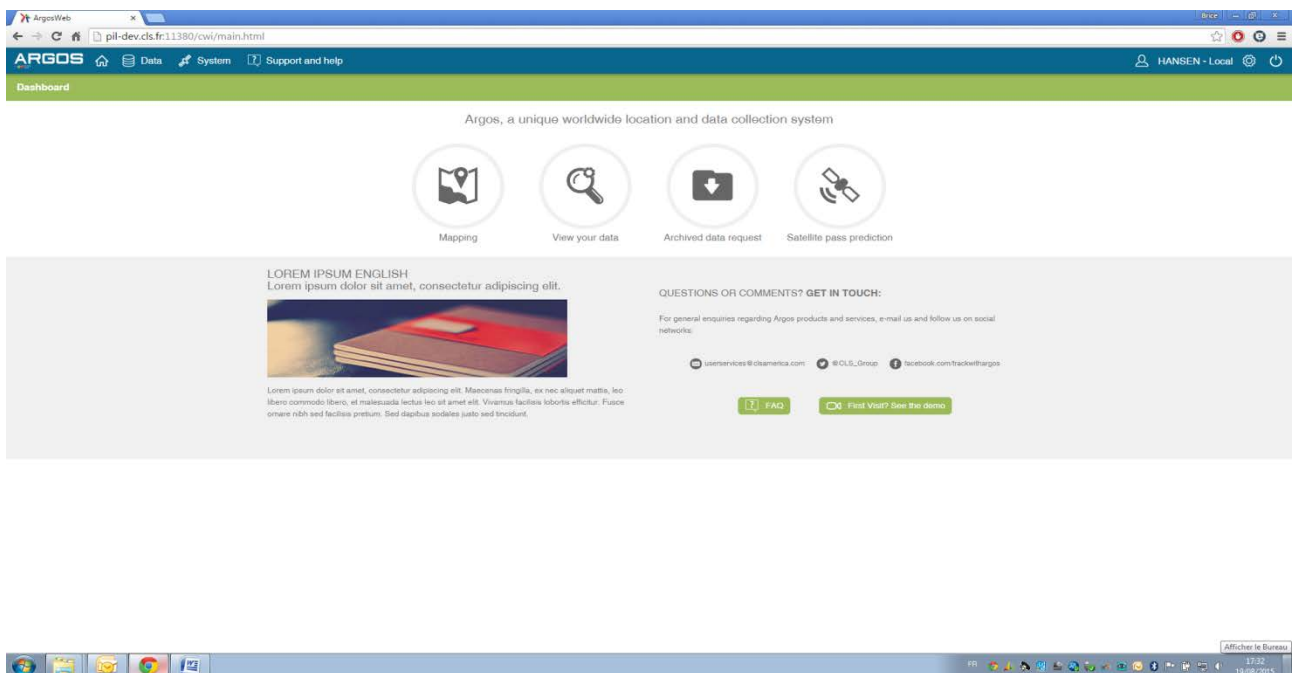 ArgosWeb
Brice
pil-dev.cls.fr:11380/cwi/main.html
ARGOS Data System Support and help HANSEN - Local
Dashboard
Argos, a unique worldwide location and data collection system
Mapping View your data Archived data request Satellite pass prediction
LOREM IPSUM ENGLISH
Lorem ipsum dolor sit amet, consectetur adipiscing elit.
Lorem ipsum dolor sit amet, consectetur adipiscing elit. Maecenas fringilla, ex nec aliquet mattis, leo
libero commodo libero, et malesuada lectus leo sit amet elit. Vivamus facilisis lobortis efficitur. Fusce
ornare nibh sed facilisis pretium. Sed dapibus sodales justo sed tincidunt.
QUESTIONS OR COMMENTS? GET IN TOUCH:
For general enquiries regarding Argos products and services, e-mail us and follow us on social
networks:
userservices@clsamerica.com @CLS_Group facebook.com/trackwithargos
FAQ First Visit? See the demo
Afficher le Bureau
FR 17:32
19/08/2015